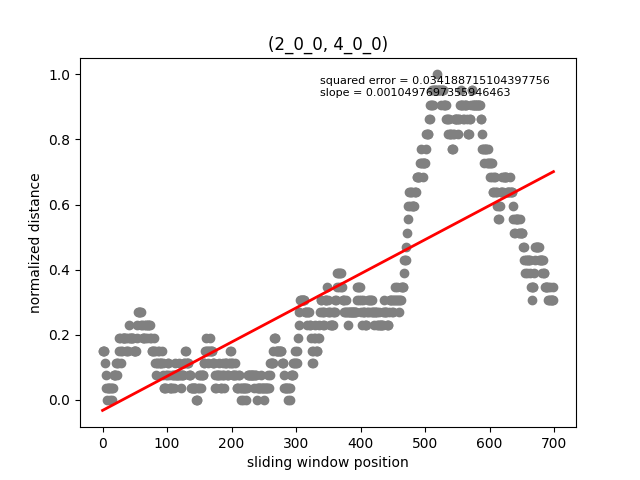 (2_0_0, 4_0_0)
squared error = 0.034188715104397756
slope = 0.0010497697355946463
1.0
0.8
0.6
0.4
0.2
0.0
normalized distance
0 100 200 300 400 500 600 700
sliding window position